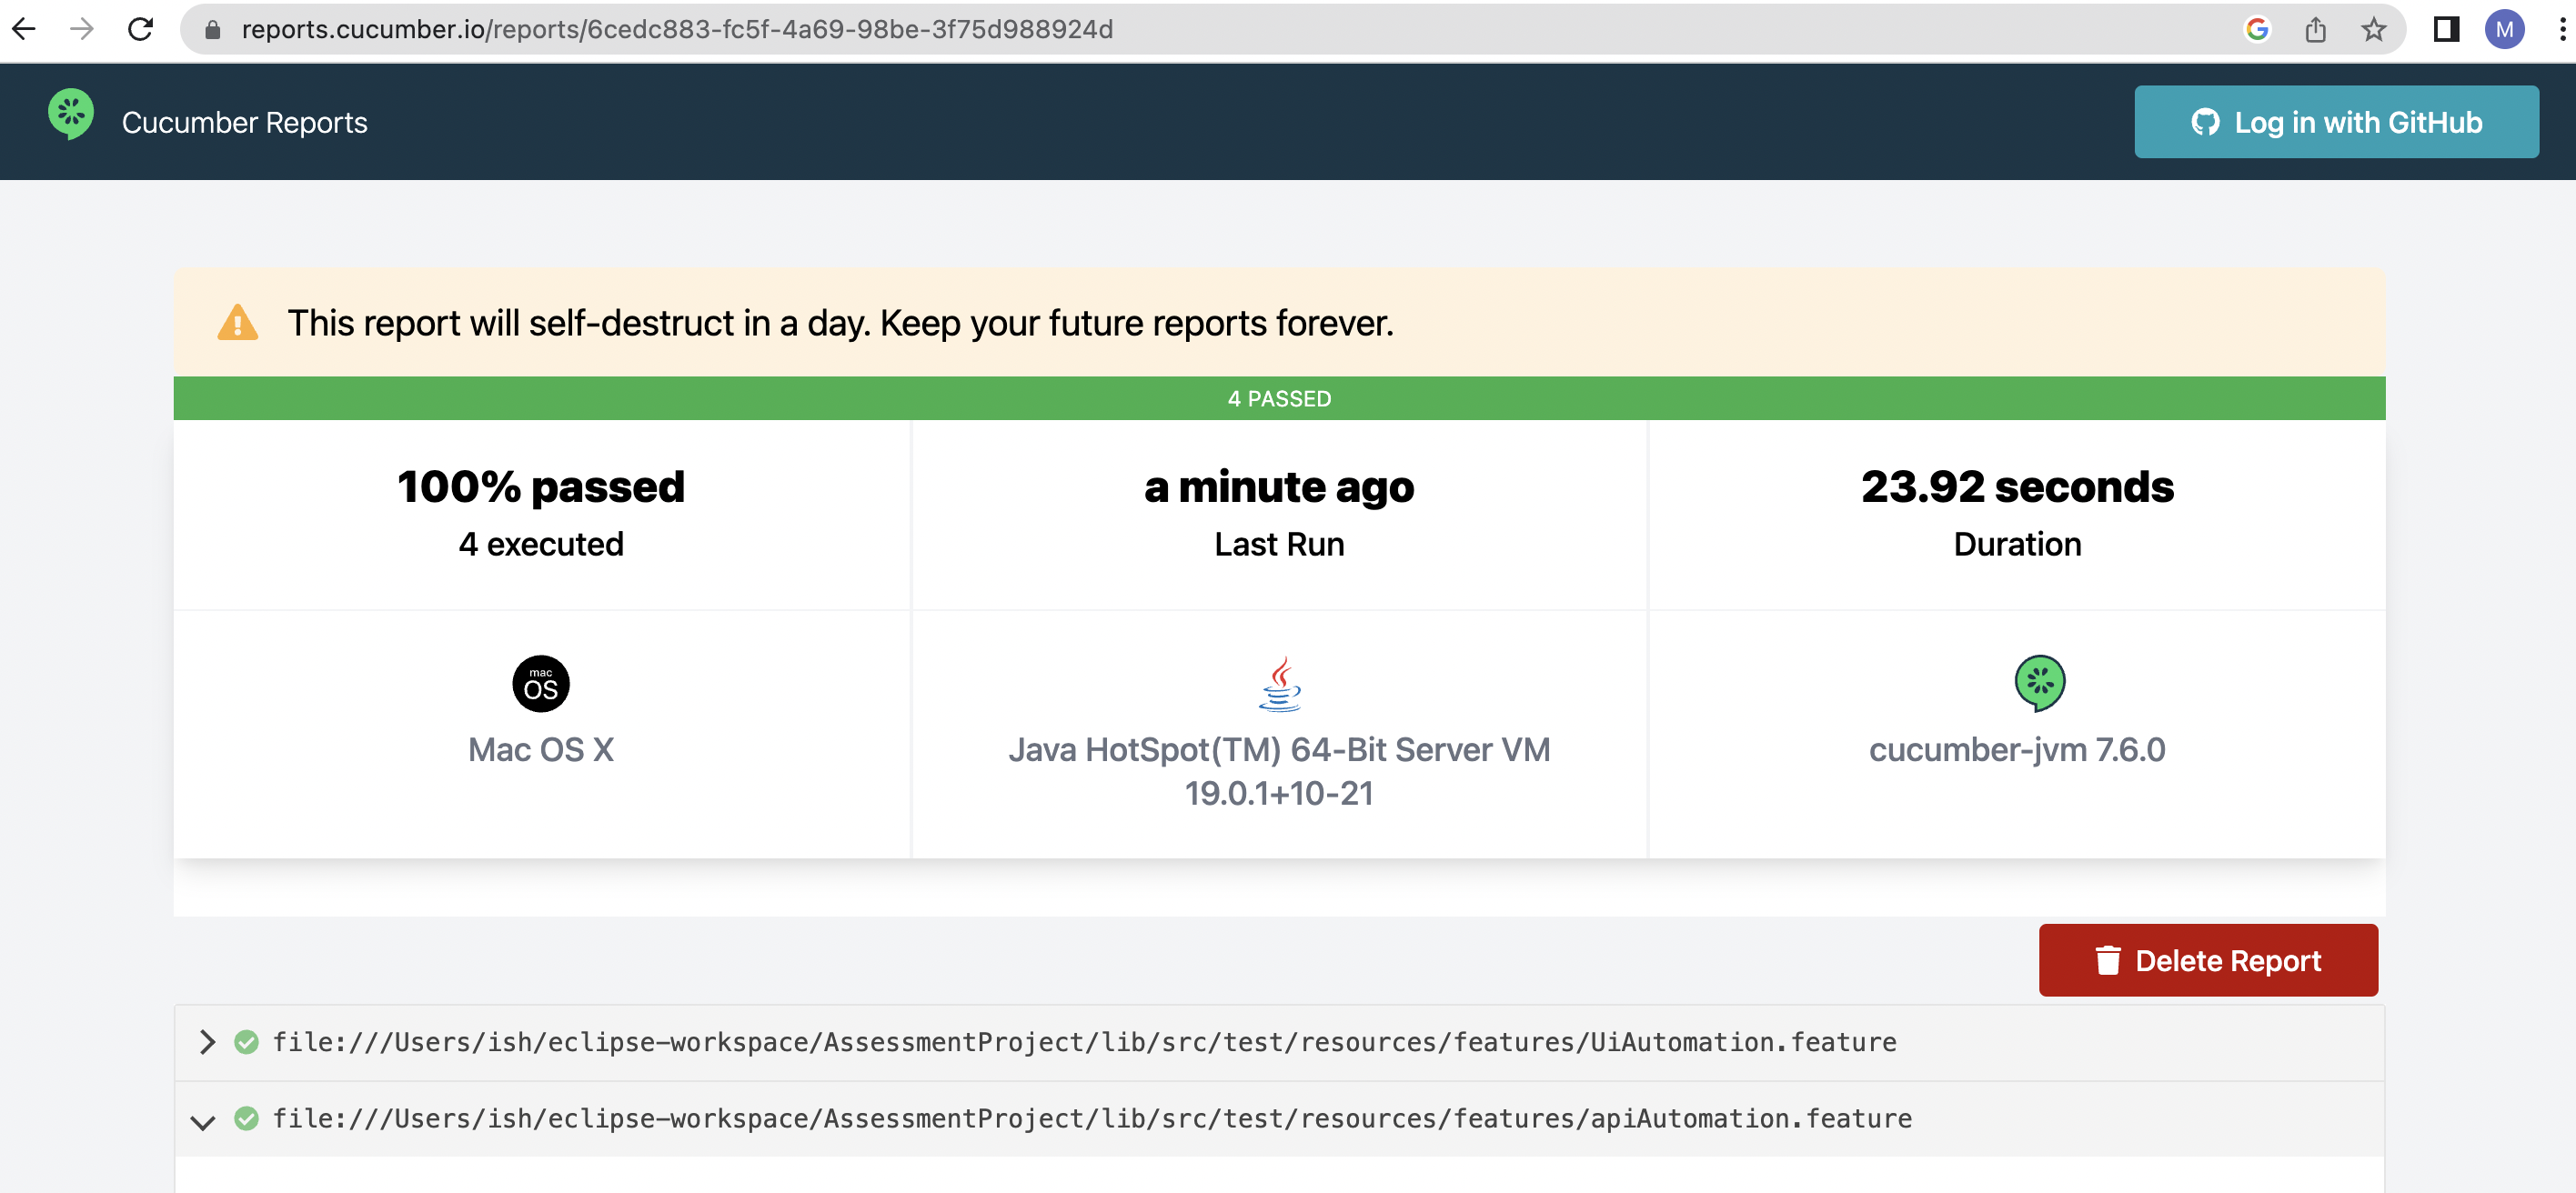 reports.cucumber.io/reports/6cedc883-fc5f-4a69-98be-3f75d988924d
M
Cucumber Reports
Log in with GitHub
This report will self-destruct in a day. Keep your future reports forever.
4 PASSED
100% passed
4 executed
a minute ago
Last Run
23.92 seconds
Duration
mac
OS
Mac OS X
Java HotSpot(TM) 64-Bit Server VM
19.0.1+10-21
cucumber-jvm 7.6.0
Delete Report
file:///Users/ish/eclipse-workspace/AssessmentProject/lib/src/test/resources/features/UiAutomation.feature
file:///Users/ish/eclipse-workspace/AssessmentProject/lib/src/test/resources/features/apiAutomation.feature